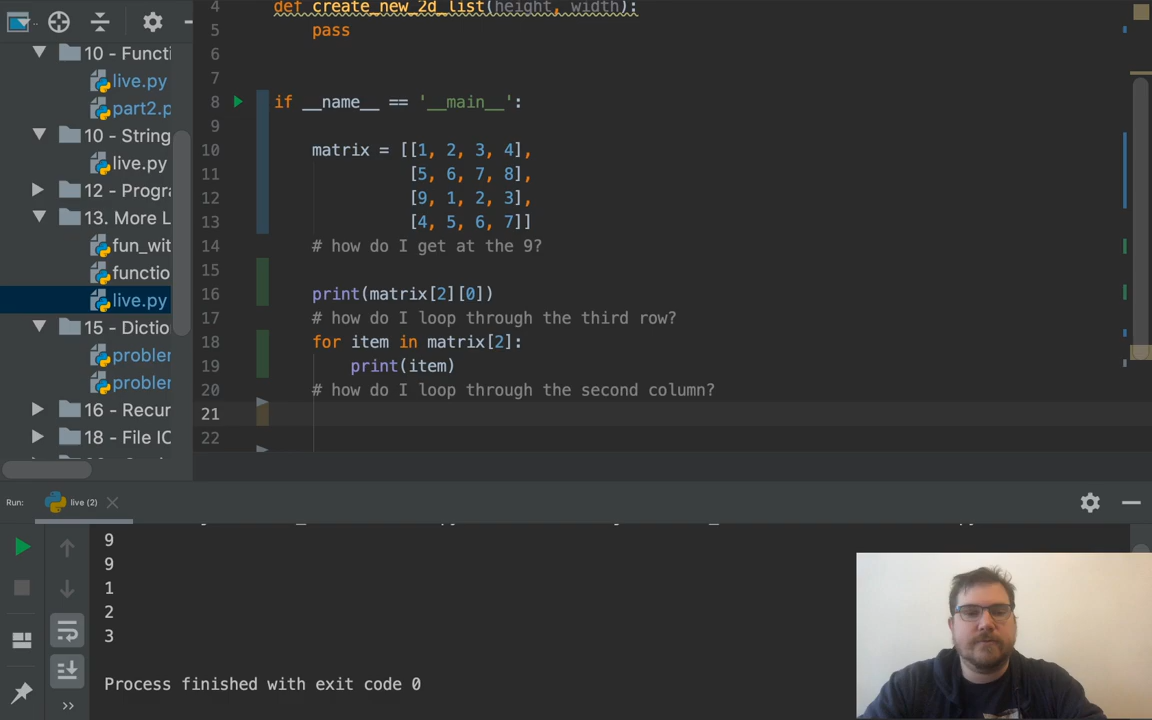 10 - Functi
live.py
part2.p
10 - String
live.py
12 - Progra
13. More L
fun_wit
functio
live.py
15 - Dictio
problem
problem
16 - Recur
18 - File IC
4 def create_new_2d_list(height, width):
5 pass
6
7
8 if __name__ == '__main__':
9
10 matrix = [[1, 2, 3, 4],
11 [5, 6, 7, 8],
12 [9, 1, 2, 3],
13 [4, 5, 6, 7]]
14 # how do I get at the 9?
15
16 print(matrix[2][0])
17 # how do I loop through the third row?
18 for item in matrix[2]:
19 print(item)
20 # how do I loop through the second column?
21
22
Run: live (2)
9
9
1
2
3
Process finished with exit code 0